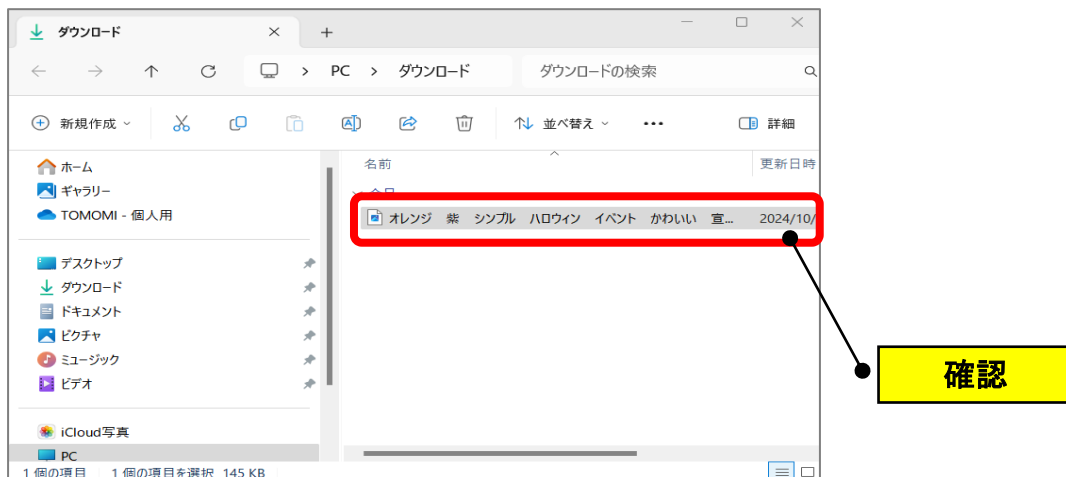 ダウンロード
PC > ダウンロード ダウンロードの検索
新規作成 並べ替え ••• 詳細
名前 更新日時
今日
オレンジ 紫 シンプル ハロウィン イベント かわいい 宣... 2024/10/
ホーム
ギャラリー
TOMOMI - 個人用
デスクトップ
ダウンロード
ドキュメント
ピクチャ
ミュージック
ビデオ
iCloud写真
PC
1 個の項目 1 個の項目を選択 145 KB
確認